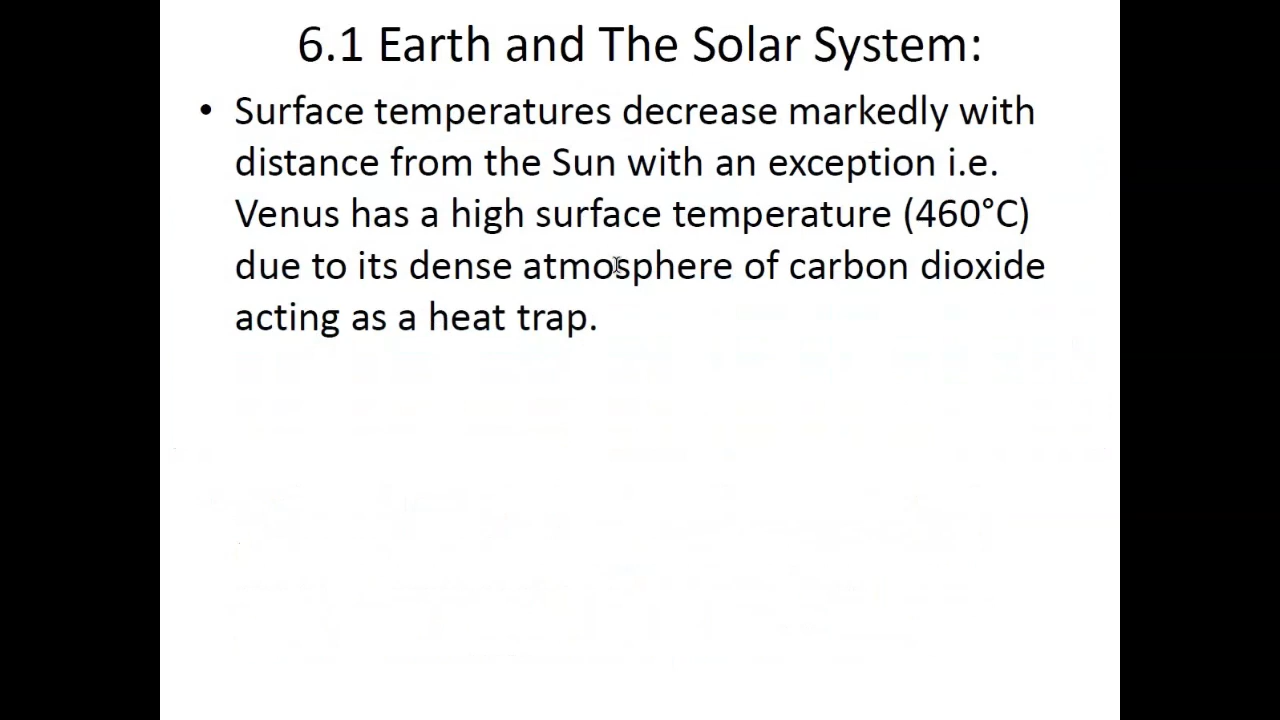 6.1 Earth and The Solar System:
• Surface temperatures decrease markedly with
distance from the Sun with an exception i.e.
Venus has a high surface temperature (460°C)
due to its dense atmosphere of carbon dioxide
acting as a heat trap.